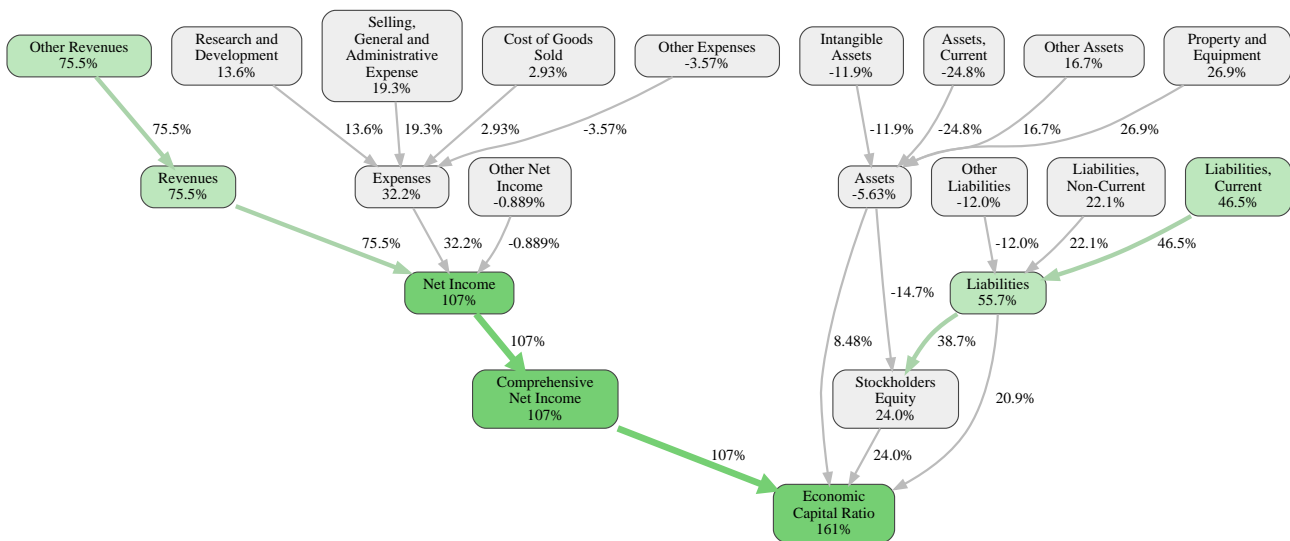 Other Revenues
75.5%
Research and
Development
13.6%
Selling,
General and
Administrative
Expense
19.3%
Cost of Goods
Sold
2.93%
Other Expenses
-3.57%
Intangible
Assets
-11.9%
Assets,
Current
-24.8%
Other Assets
16.7%
Property and
Equipment
26.9%
75.5%
13.6%
19.3%
2.93%
-3.57%
-11.9%
-24.8%
16.7%
26.9%
Revenues
75.5%
Expenses
32.2%
Other Net
Income
-0.889%
Assets
-5.63%
Other
Liabilities
-12.0%
Liabilities,
Non-Current
22.1%
Liabilities,
Current
46.5%
75.5%
32.2%
-0.889%
-12.0%
22.1%
46.5%
Net Income
107%
-14.7%
Liabilities
55.7%
107%
8.48%
38.7%
Comprehensive
Net Income
107%
Stockholders
Equity
24.0%
20.9%
107%
24.0%
Economic
Capital Ratio
161%